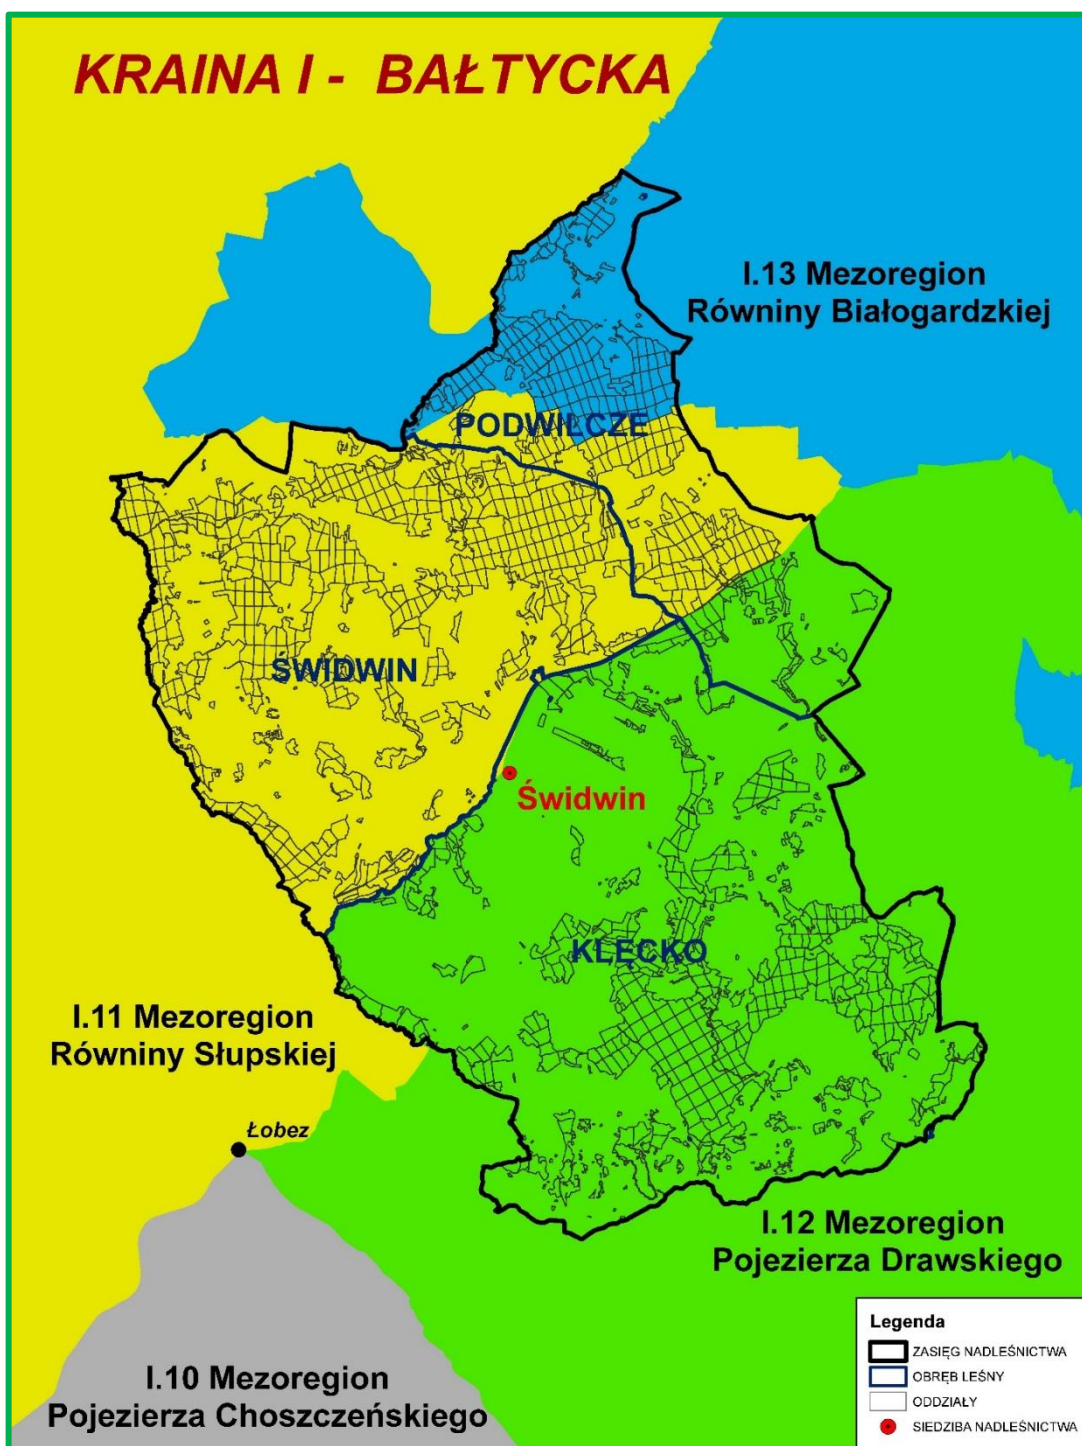 KRAINA I - BAŁTYCKA
I.13 Mezoregion
Równiny Białogardzkiej
PODWILCZE
ŚWIDWIN
Świdwin
KLĘCKO
I.11 Mezoregion
Równiny Słupskiej
Łobez
I.12 Mezoregion
Pojezierza Drawskiego
I.10 Mezoregion
Pojezierza Choszczeńskiego
Legenda
ZASIĘG NADLEŚNICTWA
OBRĘB LEŚNY
ODDZIAŁY
SIEDZIBA NADLEŚNICTWA